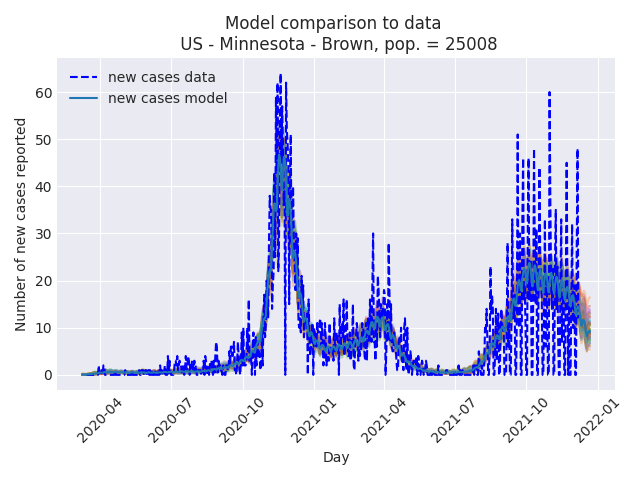 Model comparison to data
US - Minnesota - Brown, pop. = 25008
new cases data
new cases model
Number of new cases reported
60
50
40
30
20
10
0
2020-04
2020-07
2020-10
2021-01
2021-04
2021-07
2021-10
2022-01
Day